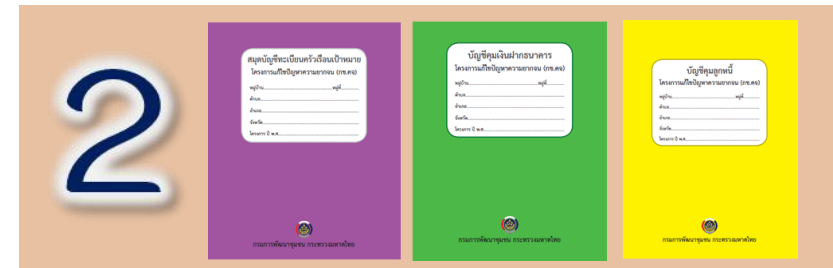 2
สมุดบัญชีทะเบียนครัวเรือนเป้าหมาย
โครงการแก้ไขปัญหาความยากจน (กข.คจ)
หมู่บ้าน....................................หมู่ที่...........
ตำบล.......................................................
อำเภอ.......................................................
จังหวัด.......................................................
โครงการ ปี พ.ศ.......................................................
กรมการพัฒนาชุมชน กระทรวงมหาดไทย
บัญชีคุมเงินฝากธนาคาร
โครงการแก้ไขปัญหาความยากจน (กข.คจ)
หมู่บ้าน....................................หมู่ที่...........
ตำบล.......................................................
อำเภอ.......................................................
จังหวัด.......................................................
โครงการ ปี พ.ศ.......................................................
กรมการพัฒนาชุมชน กระทรวงมหาดไทย
บัญชีคุมลูกหนี้
โครงการแก้ไขปัญหาความยากจน (กข.คจ)
หมู่บ้าน....................................หมู่ที่...........
ตำบล.......................................................
อำเภอ.......................................................
จังหวัด.......................................................
โครงการ ปี พ.ศ.......................................................
กรมการพัฒนาชุมชน กระทรวงมหาดไทย